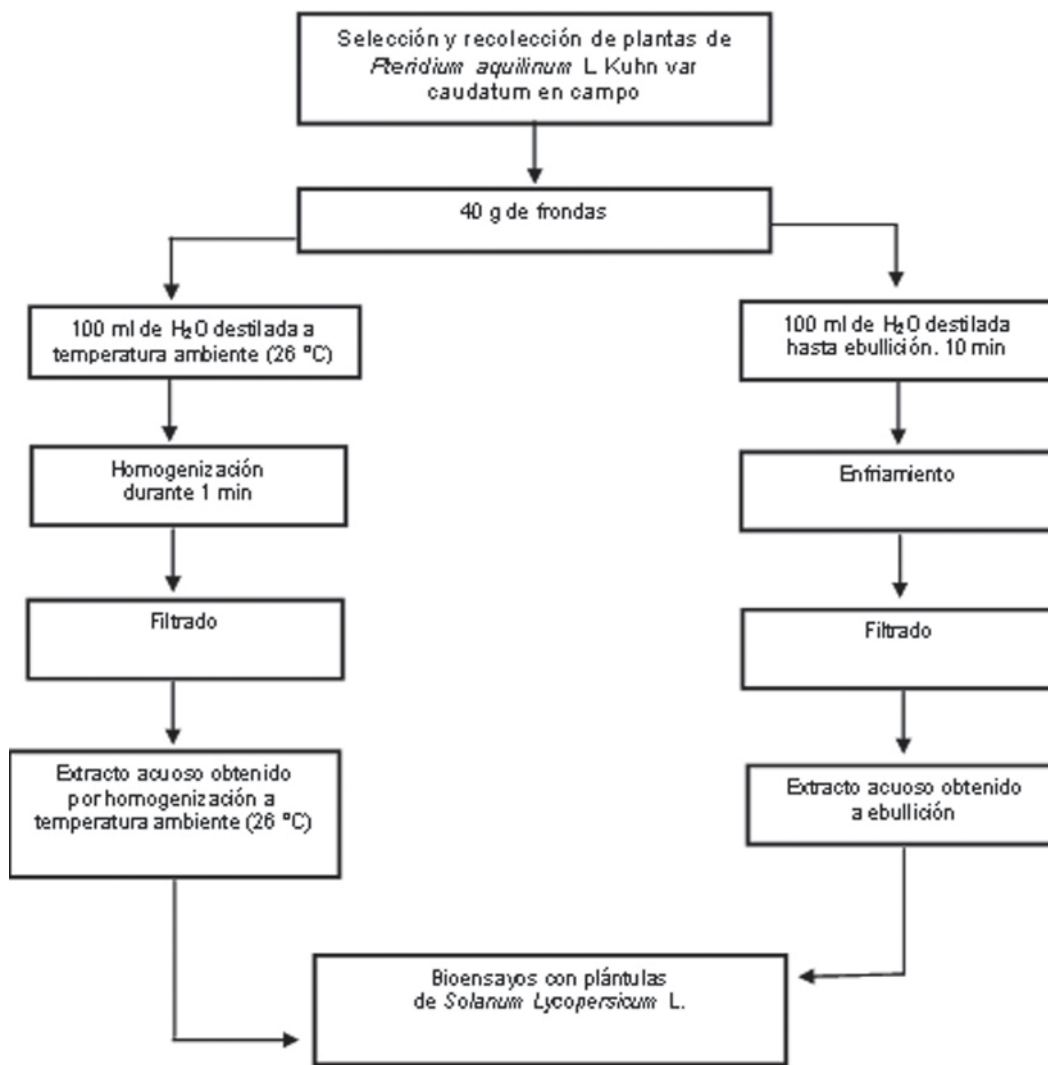 Selección y recolección de plantas de
Pteridium aquilinum L Kuhn var
caudatum en campo
40 g de frondas
100 ml de H₂O destilada a
temperatura ambiente (26 ºC)
Homogenización
durante 1 min
Filtrado
Extracto acuoso obtenido
por homogenización a
temperatura ambiente (26 ºC)
100 ml de H₂O destilada
hasta ebullición. 10 min
Enfriamiento
Filtrado
Extracto acuoso obtenido
a ebullición
Bioensayos con plántulas
de Solanum Lycopersicum L.